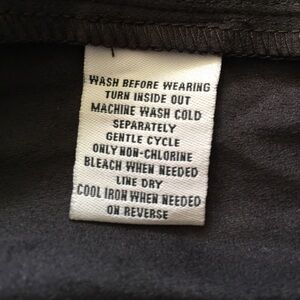 WASH BEFORE WEARING
TURN INSIDE OUT
MACHINE WASH COLD
SEPARATELY
GENTLE CYCLE
ONLY NON-CHLORINE
BLEACH WHEN NEEDED
LINE DRY
COOL IRON WHEN NEEDED
ON REVERSE